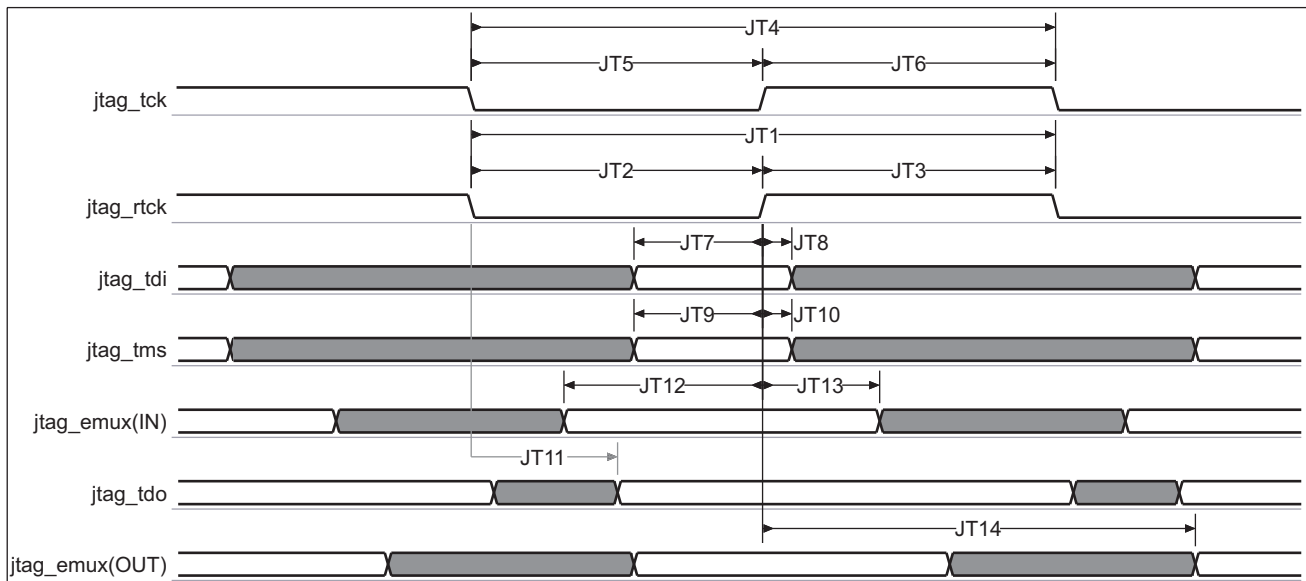 JT4
JT5 JT6
jtag_tck
JT1
JT2 JT3
jtag_rtck
JT7 JT8
jtag_tdi
JT9 JT10
jtag_tms
JT12 JT13
jtag_emux(IN)
JT11
jtag_tdo
JT14
jtag_emux(OUT)